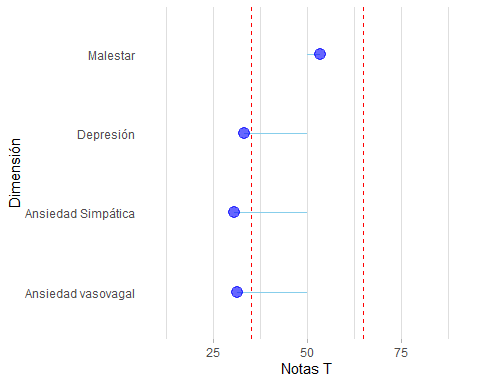 Malestar
Depresión
Ansiedad Simpática
Ansiedad vasovagal
Dimensión
25 50 75
Notas T